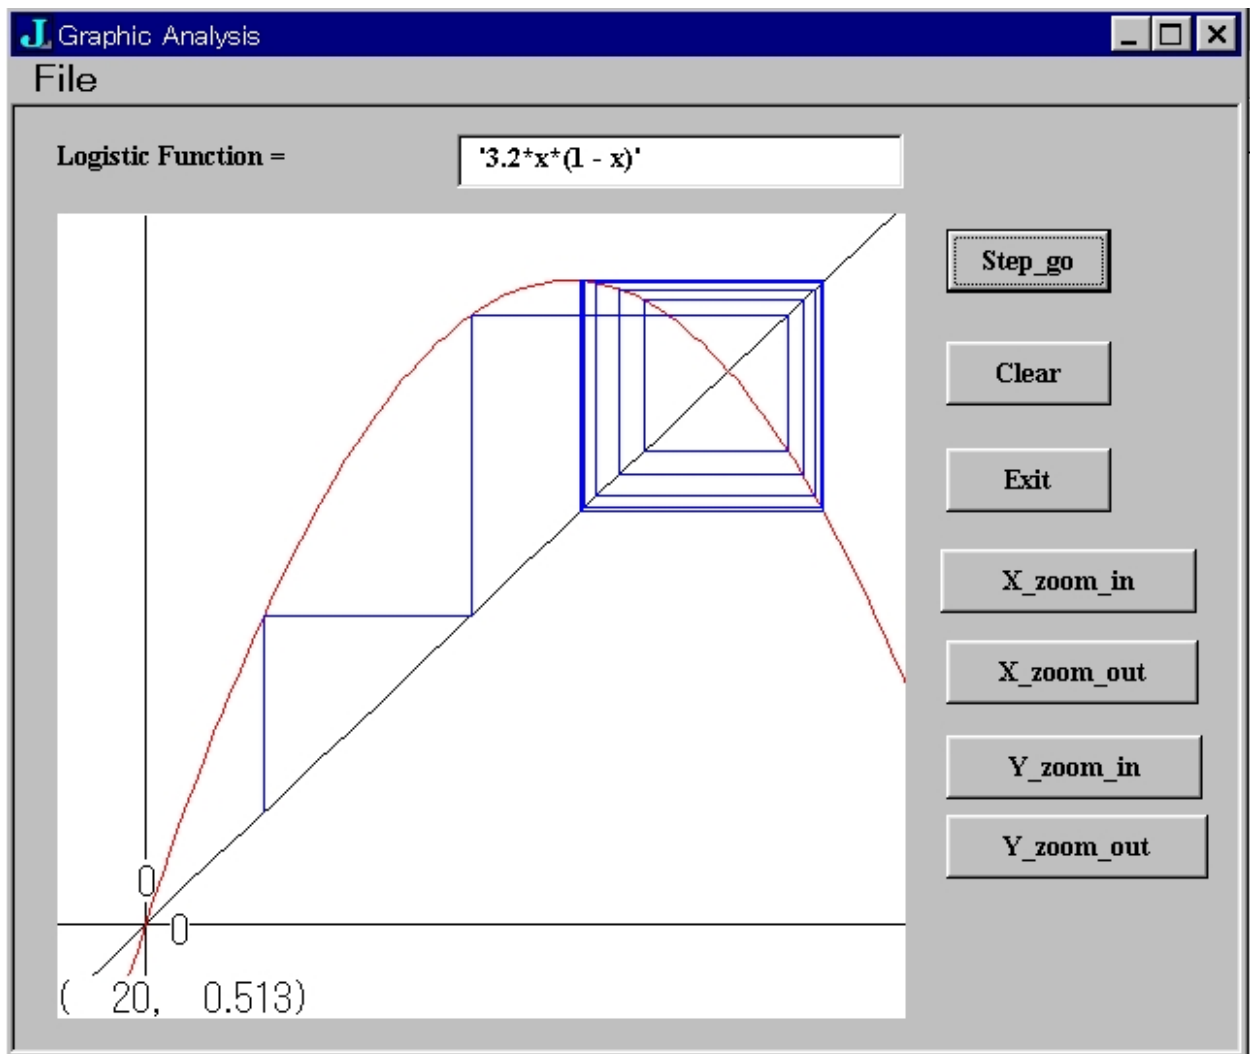 J Graphic Analysis
File
Logistic Function =
'3.2*x*(1 - x)'
Step_go
Clear
Exit
X_zoom_in
X_zoom_out
Y_zoom_in
Y_zoom_out
0
0
( 20, 0.513)